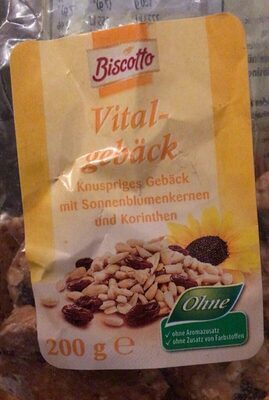 Biscotto
Vital-
gebäck
Knuspriges Gebäck
mit Sonnenblumenkernen
und Korinthen
Ohne
✓ ohne Aromazusatz
✓ ohne Zusatz von Farbstoffen
200 g ℮